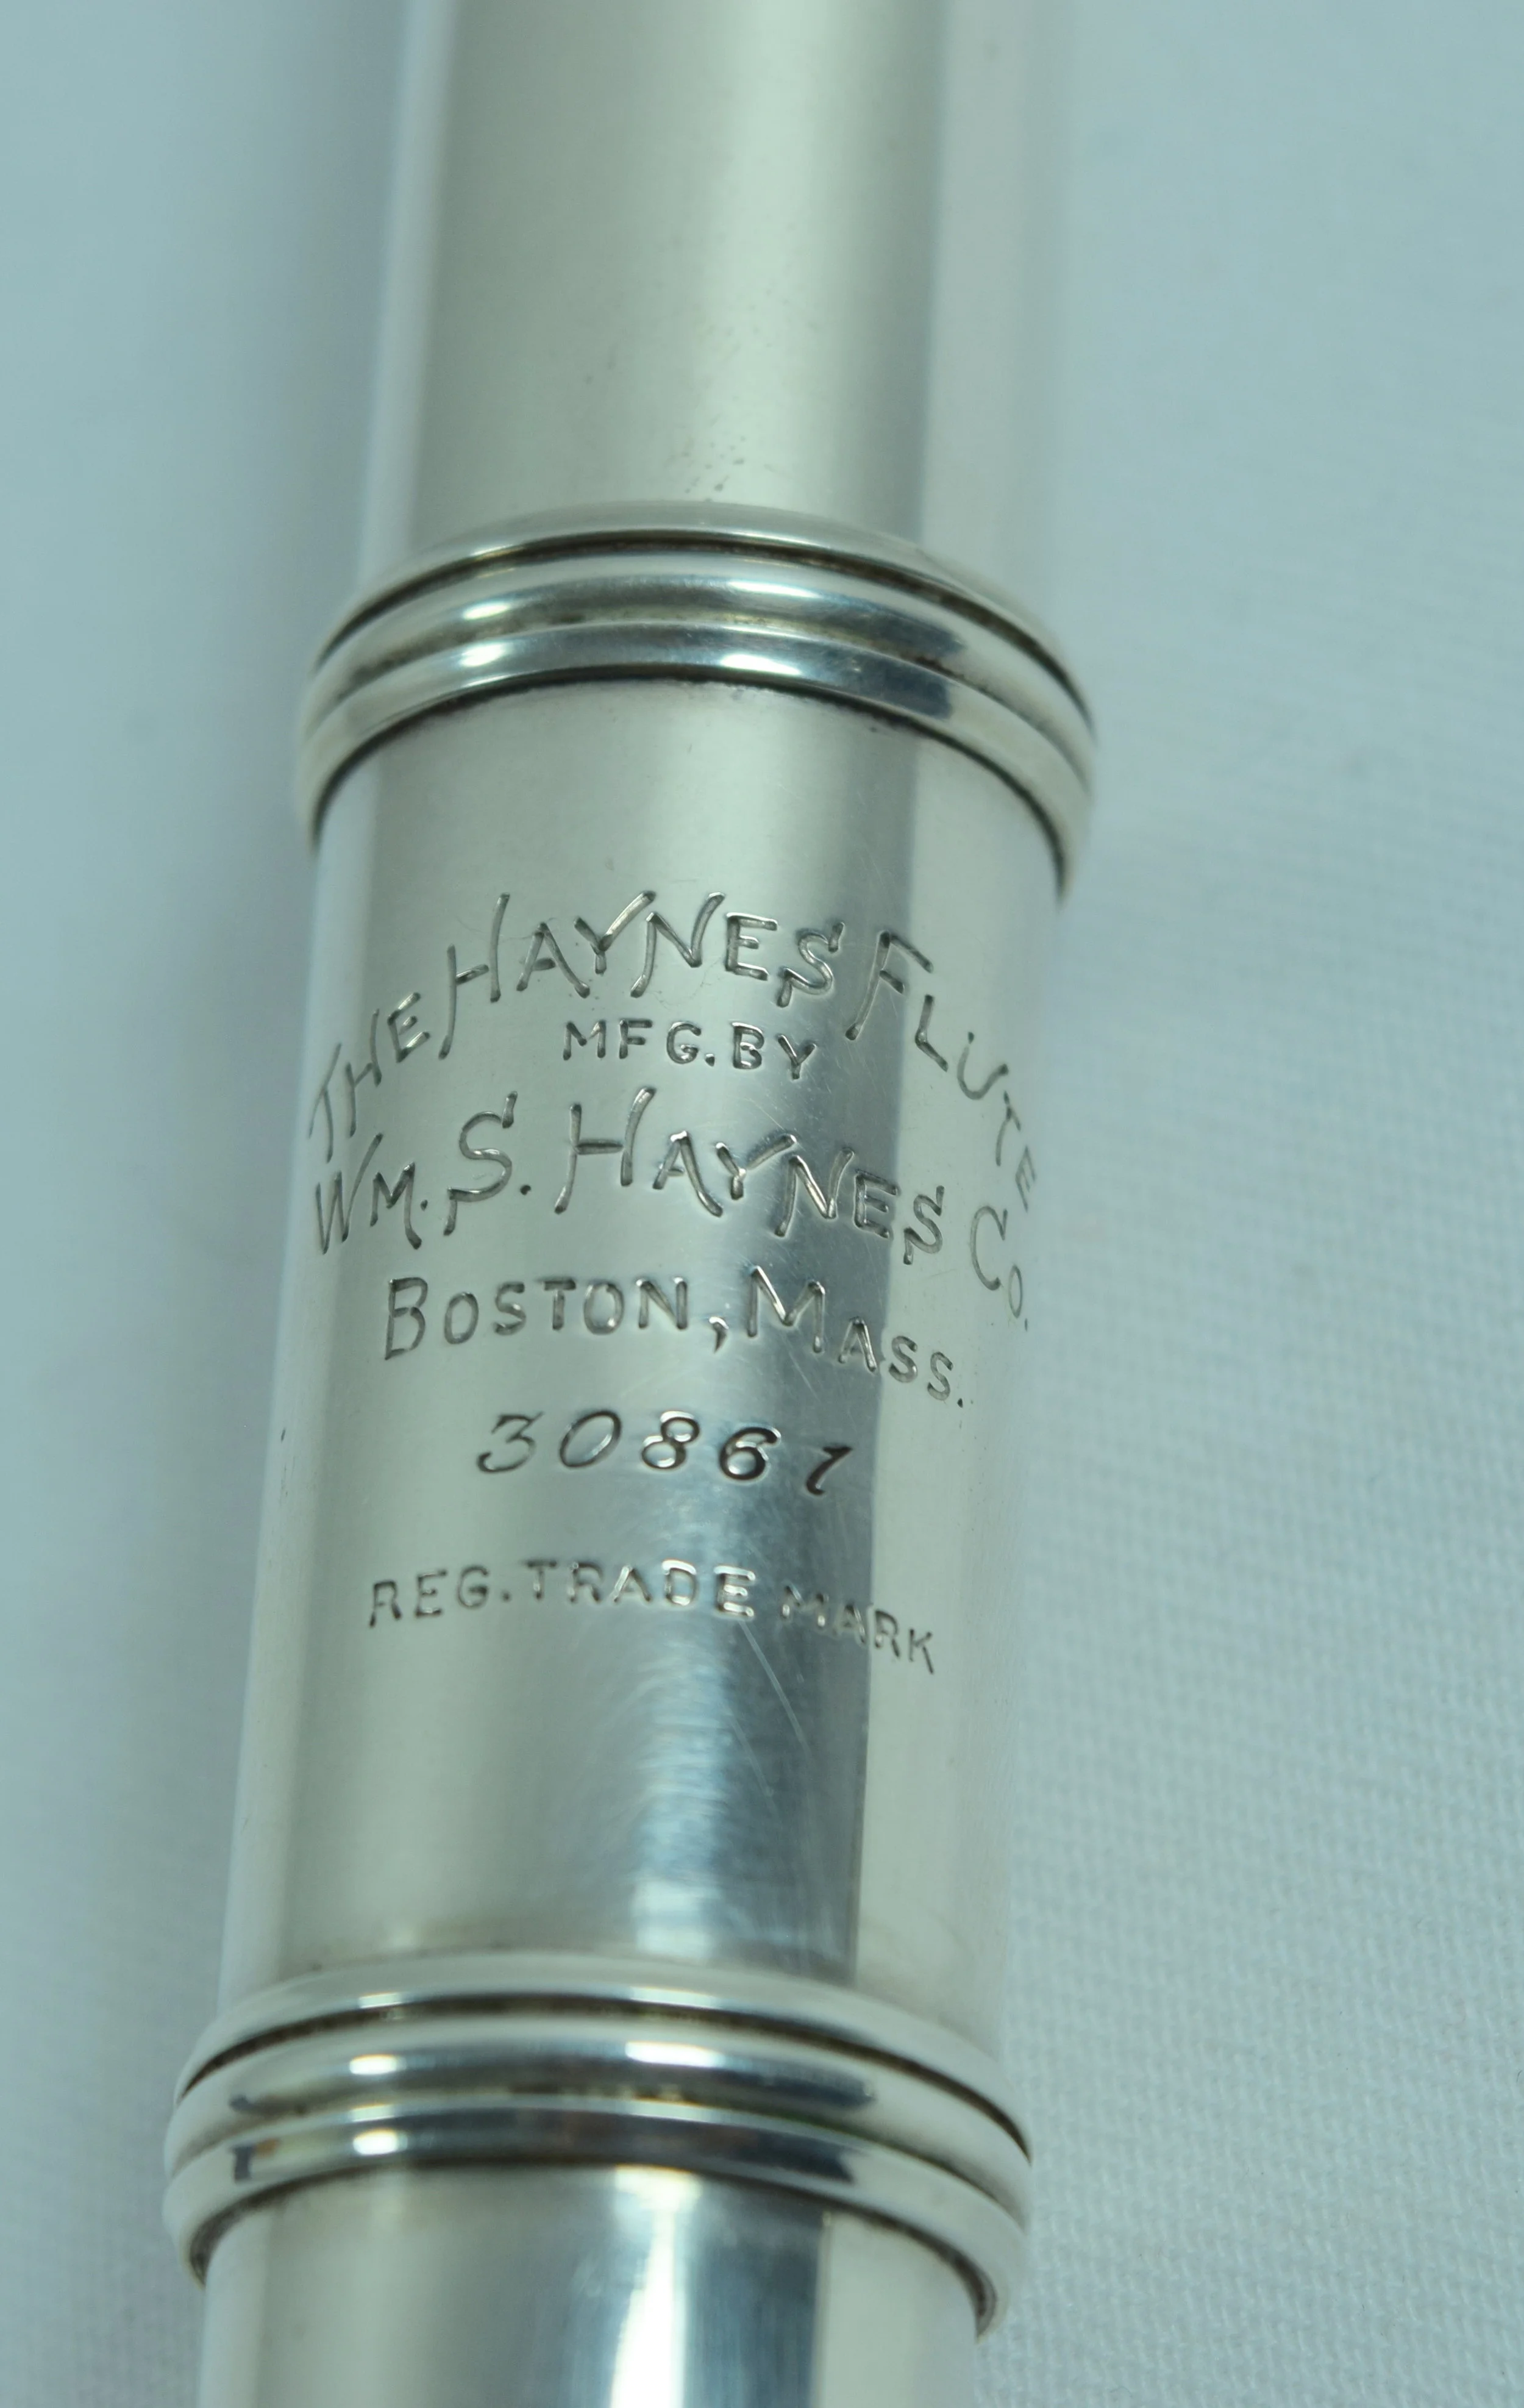 THE HAYNES FLUTE
MFG. BY
WM. S. HAYNES CO.
BOSTON, MASS.
30861
REG. TRADE MARK